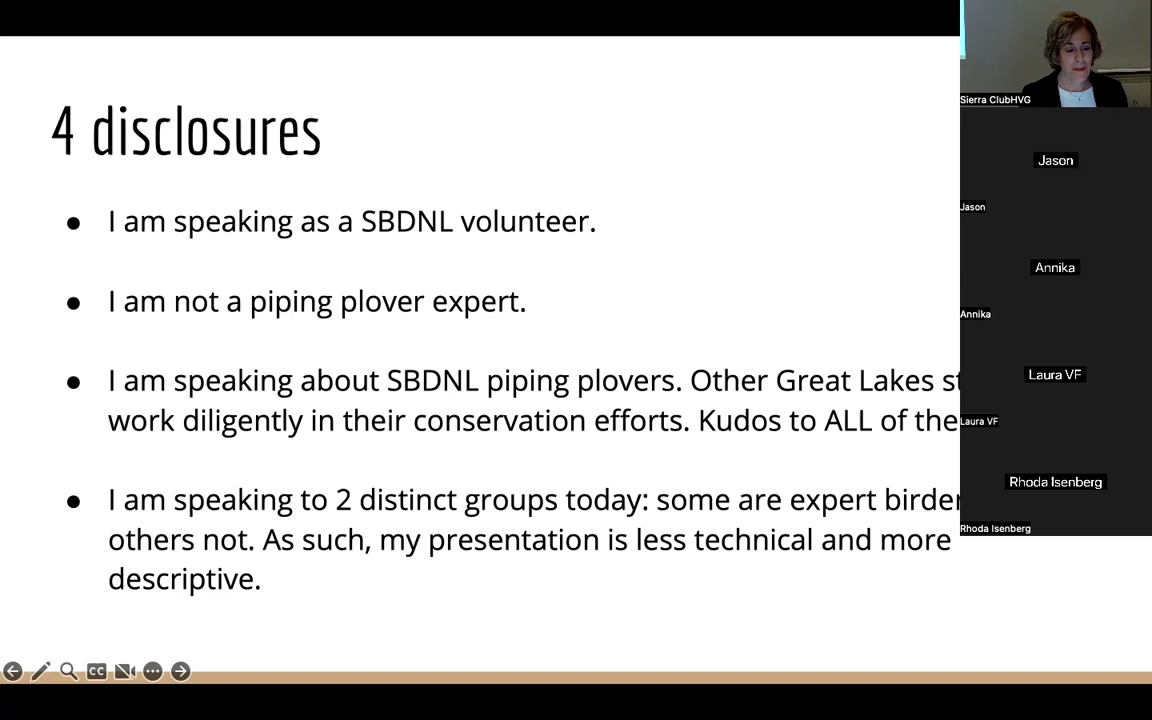 4 disclosures
● I am speaking as a SBDNL volunteer.
● I am not a piping plover expert.
● I am speaking about SBDNL piping plovers. Other Great Lakes
work diligently in their conservation efforts. Kudos to ALL of
● I am speaking to 2 distinct groups today: some are expert
others not. As such, my presentation is less technical and more
descriptive.
CC
Sierra ClubHVG
Jason
Jason
Annika
Annika
Laura VF
Laura VF
Rhoda Isenberg
Rhoda Isenberg